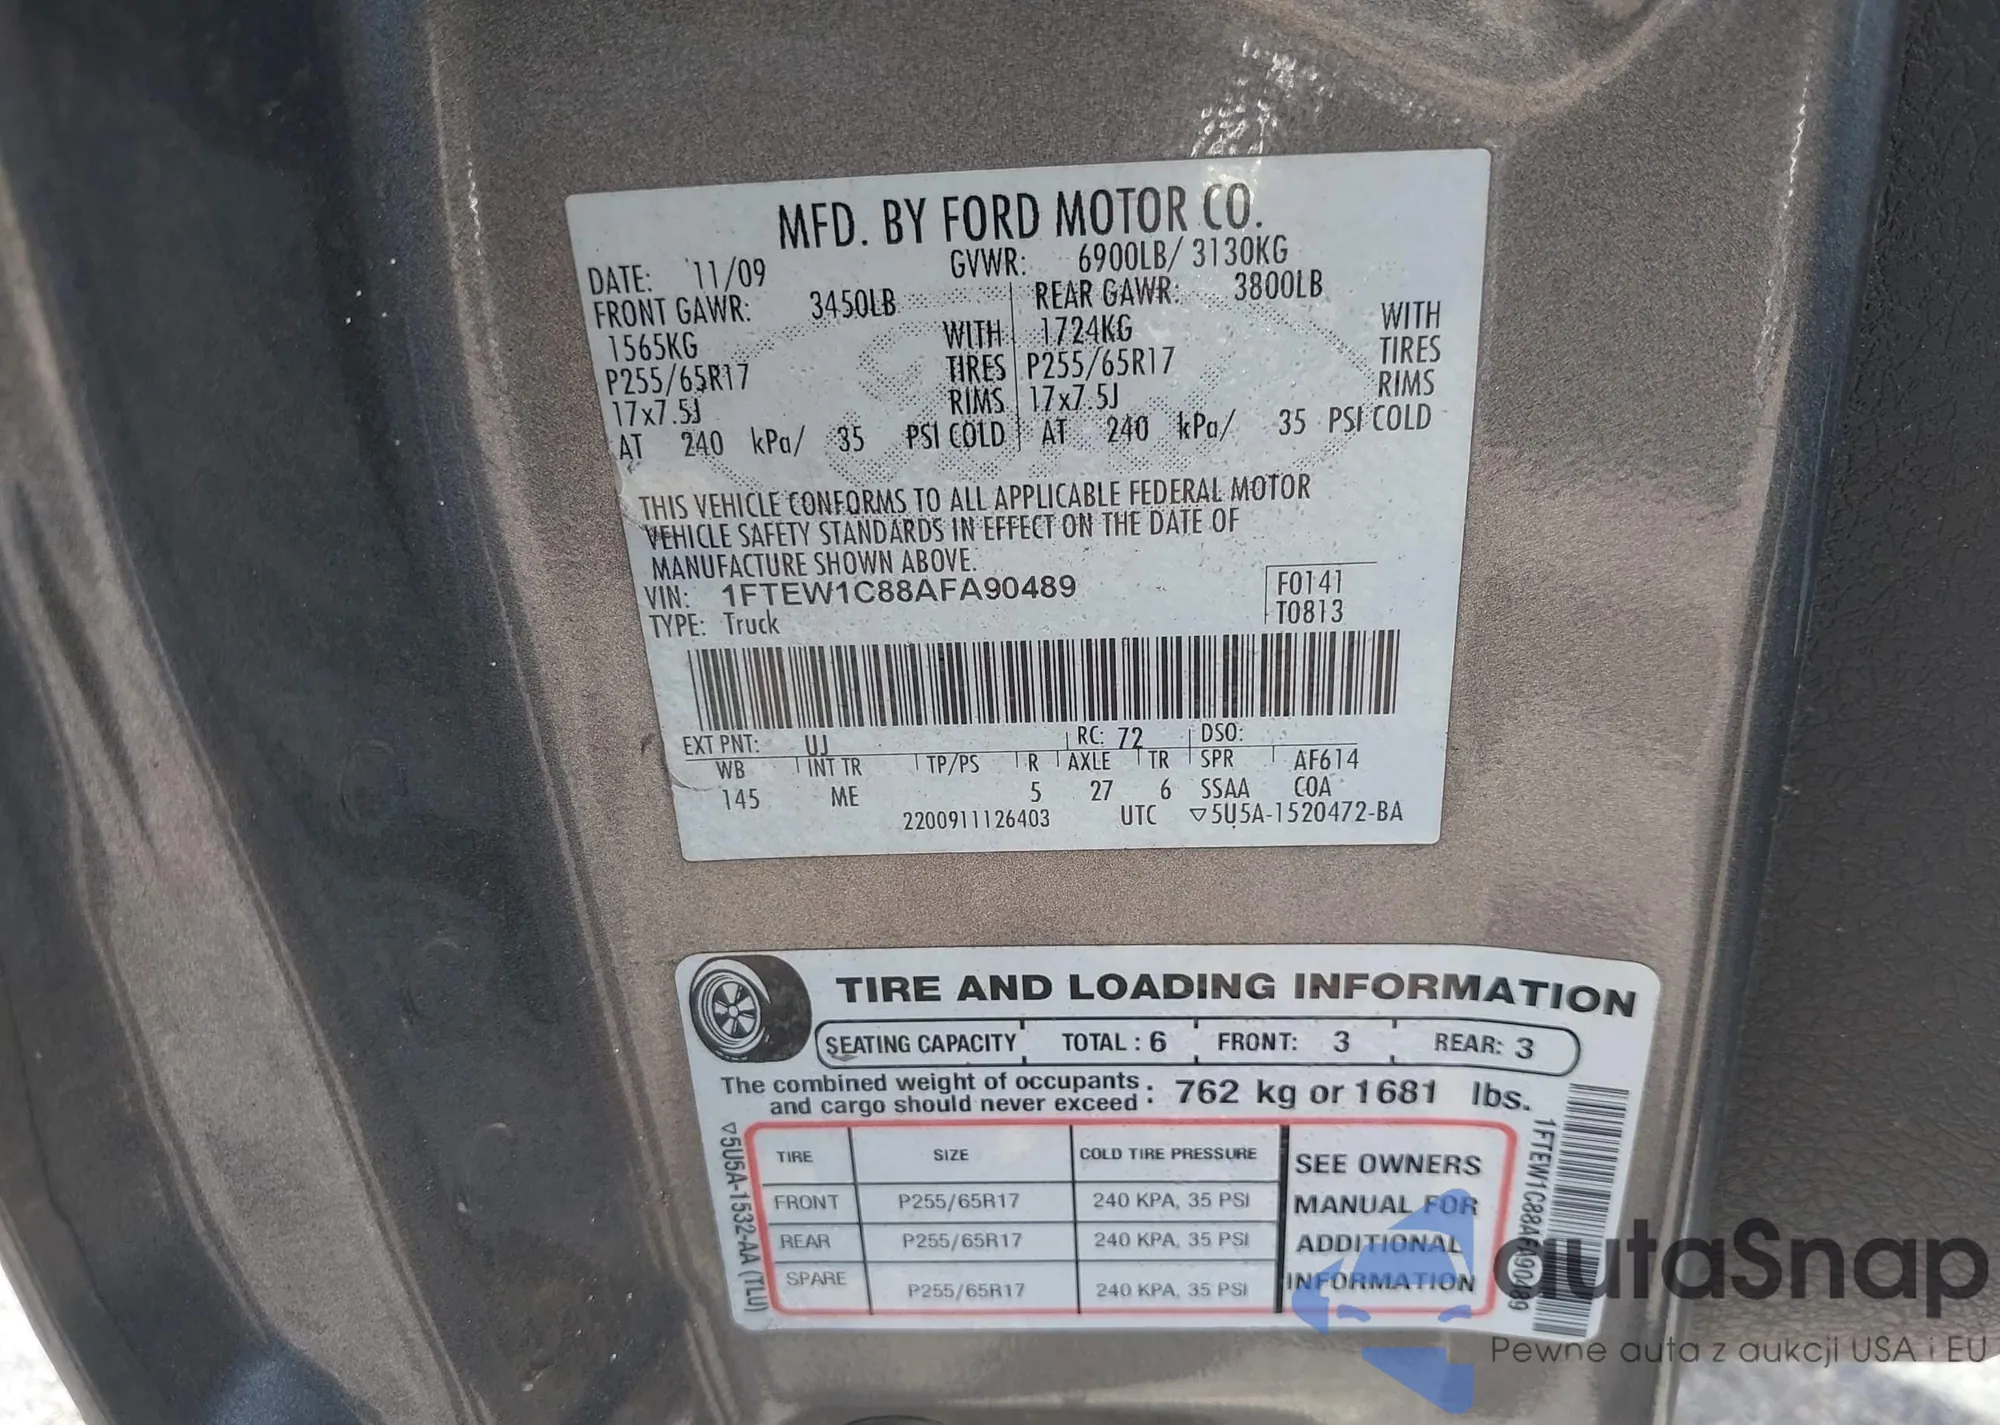 MFD. BY FORD MOTOR CO.
DATE: 11/09 GVWR: 6900LB/ 3130KG
FRONT GAWR: 3450LB REAR GAWR: 3800LB
1565KG WITH 1724KG WITH
P255/65R17 TIRES P255/65R17 TIRES
17x7.5J RIMS 17x7.5J RIMS
AT 240 kPa/ 35 PSI COLD AT 240 kPa/ 35 PSI COLD
THIS VEHICLE CONFORMS TO ALL APPLICABLE FEDERAL MOTOR
VEHICLE SAFETY STANDARDS IN EFFECT ON THE DATE OF
MANUFACTURE SHOWN ABOVE.
VIN: 1FTEW1C88AFA90489 F0141
TYPE: Truck T0813
EXT PNT: UJ RC: 72 DSO:
WB INT TR TP/PS R AXLE TR SPR AF614
145 ME 5 27 6 SSAA COA
2200911126403 UTC ▽5U5A-1520472-BA
TIRE AND LOADING INFORMATION
SEATING CAPACITY TOTAL : 6 FRONT: 3 REAR: 3
The combined weight of occupants : 762 kg or 1681 lbs.
and cargo should never exceed :
TIRE SIZE COLD TIRE PRESSURE SEE OWNERS
FRONT P255/65R17 240 KPA, 35 PSI MANUAL FOR
REAR P255/65R17 240 KPA, 35 PSI ADDITIONAL
SPARE P255/65R17 240 KPA, 35 PSI INFORMATION
▽5U5A-1532-AA (TLU)
1FTEW1C88AFA90489
autaSnap
Pewne auta z aukcji USA i EU